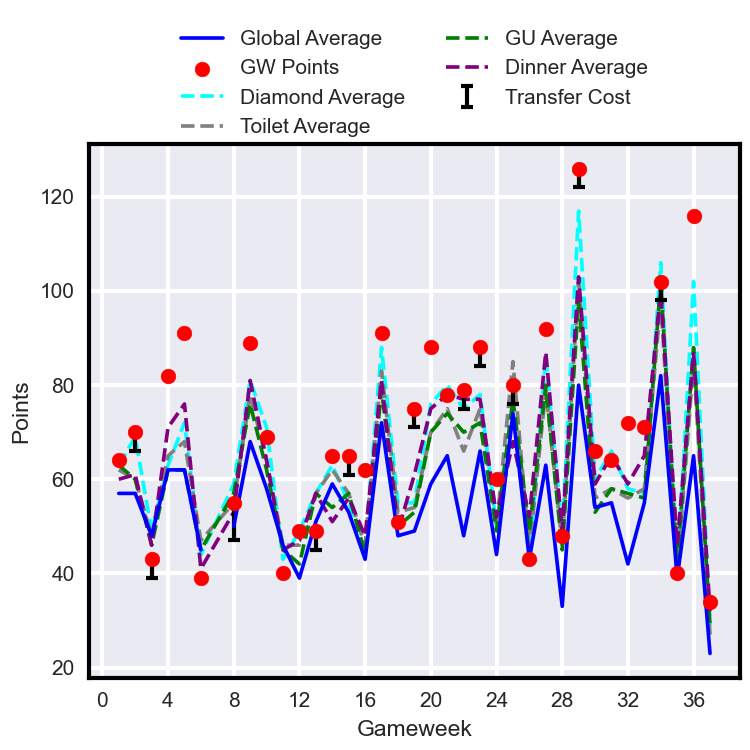 Global Average
GW Points
Diamond Average
Toilet Average
GU Average
Dinner Average
Transfer Cost
120
100
80
60
40
20
Points
0 4 8 12 16 20 24 28 32 36
Gameweek